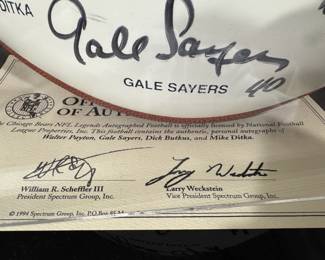 DITKA
Gale Sayers
40
GALE SAYERS
OF
OF AU
Chicago Bears NFL Legends Autographed Football is officially licensed by National Football
League Properties, Inc. This football contains the authentic, personal autographs of
Walter Payton, Gale Sayers, Dick Butkus, and Mike Ditka.
William R. Scheffler III
President Spectrum Group, Inc.
Larry Weckstein
Vice President Spectrum Group, Inc.
© 1994 Spectrum Group, Inc. P.O. Box 85